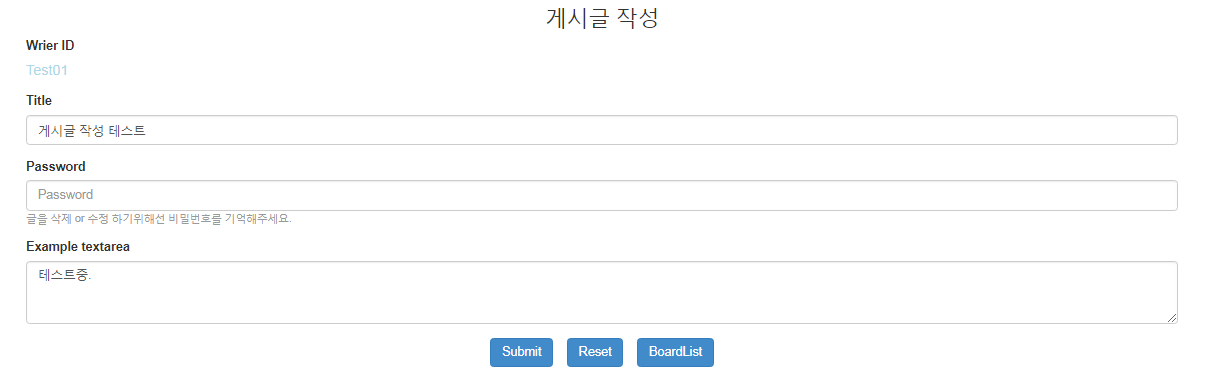 게시글 작성
Wrier ID
Test01
Title
게시글 작성 테스트
Password
Password
글을 삭제 or 수정 하기위해선 비밀번호를 기억해주세요.
Example textarea
테스트중.
Submit Reset BoardList